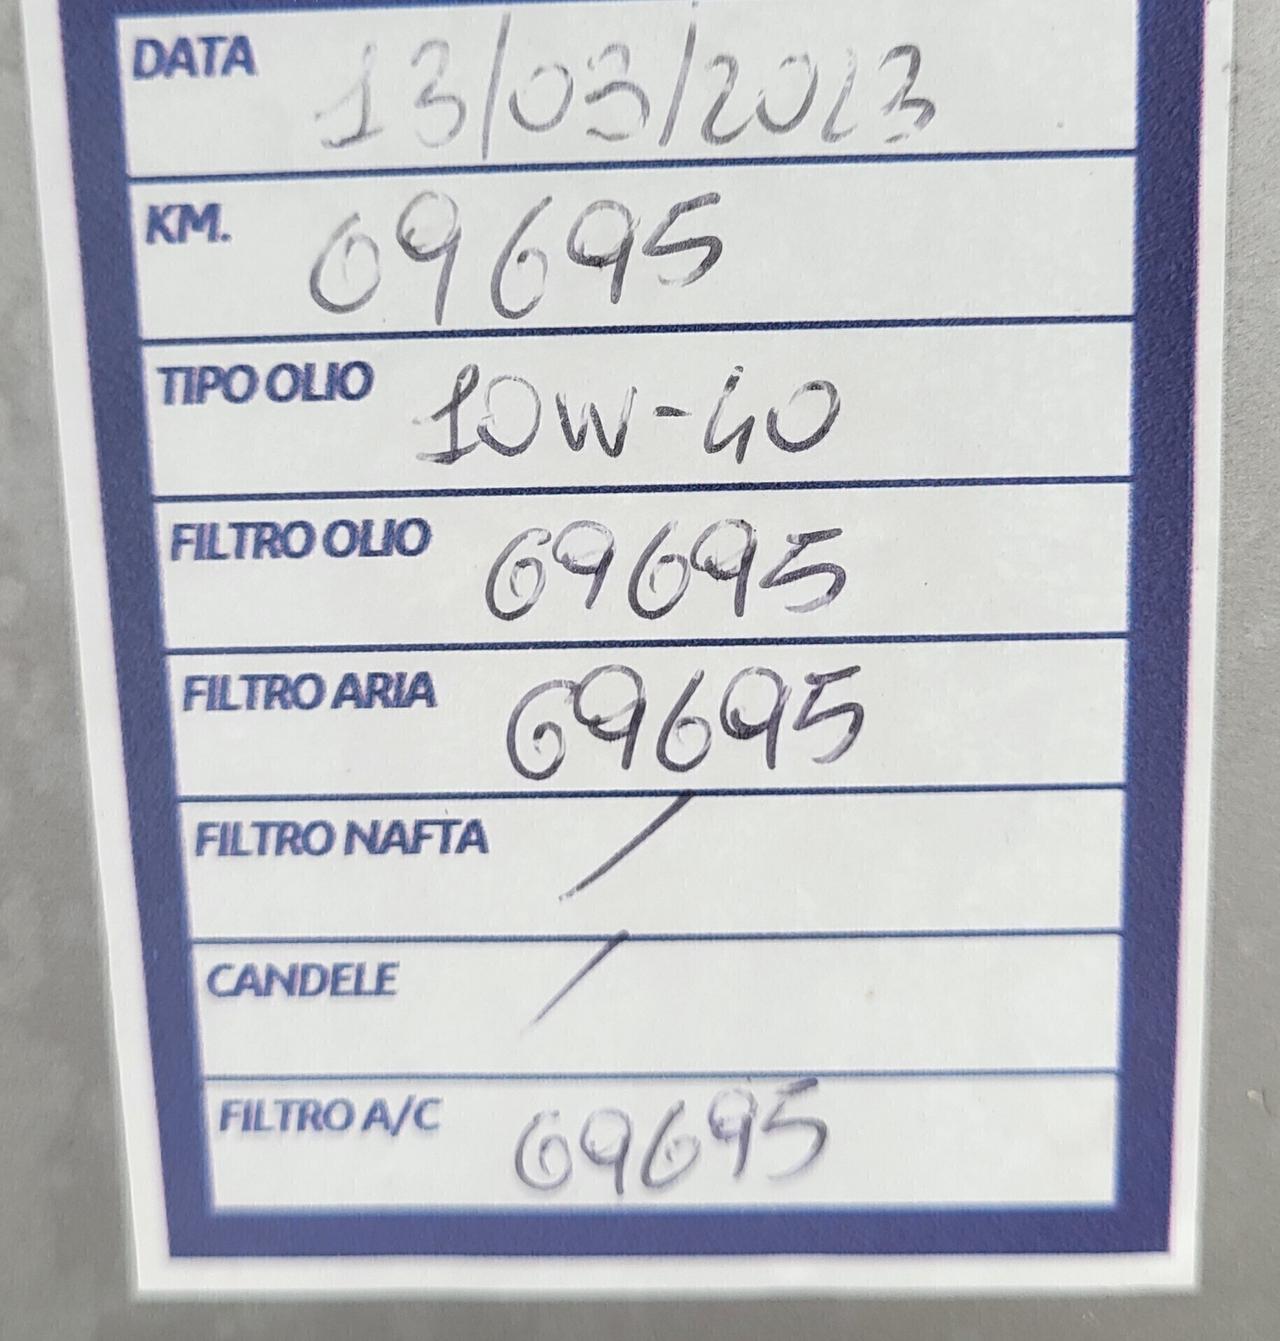 DATA 13/03/2023
KM. 69695
TIPO OLIO 10W-40
FILTRO OLIO 69695
FILTRO ARIA 69695
FILTRO NAFTA /
CANDELE /
FILTRO A/C 69695